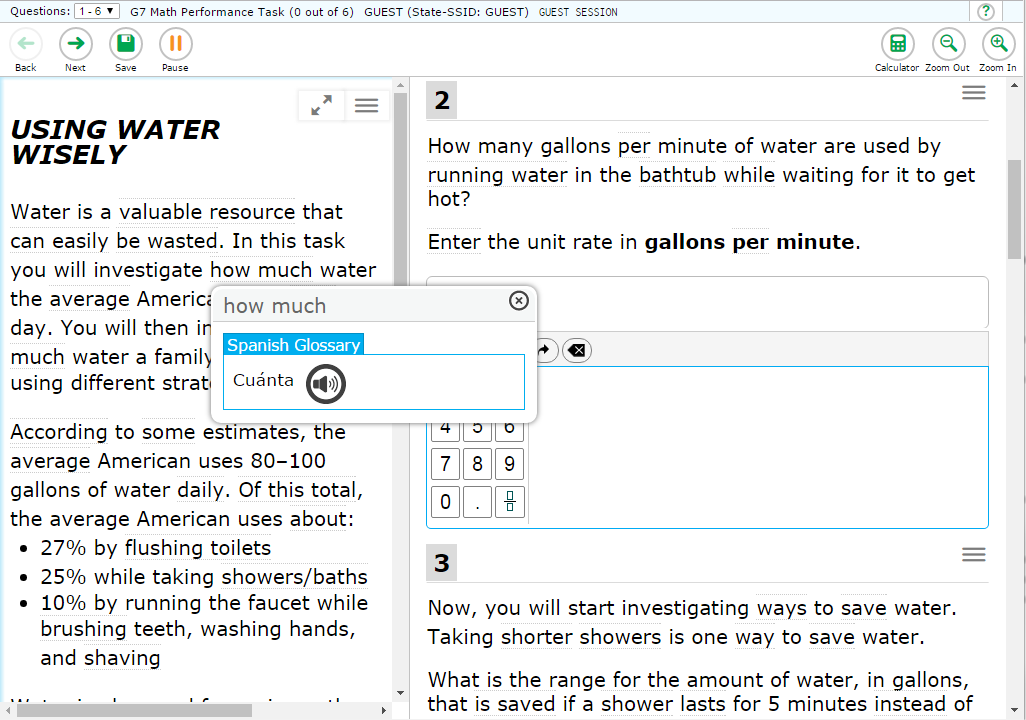 Questions: 1 - 6 ▼ G7 Math Performance Task (0 out of 6) GUEST (State-SSID: GUEST) GUEST SESSION ?
Back Next Save Pause Calculator Zoom Out Zoom In
USING WATER
WISELY
Water is a valuable resource that
can easily be wasted. In this task
you will investigate how much water
the average
day. You will then
much water a family
using different
According to some estimates, the
average American uses 80–100
gallons of water daily. Of this total,
the average American uses about:
• 27% by flushing toilets
• 25% while taking showers/baths
• 10% by running the faucet while
brushing teeth, washing hands,
and shaving
how much
Spanish Glossary
Cuánta
2
How many gallons per minute of water are used by
running water in the bathtub while waiting for it to get
hot?
Enter the unit rate in gallons per minute.
4 5 6
7 8 9
0 .
3
Now, you will start investigating ways to save water.
Taking shorter showers is one way to save water.
What is the range for the amount of water, in gallons,
that is saved if a shower lasts for 5 minutes instead of